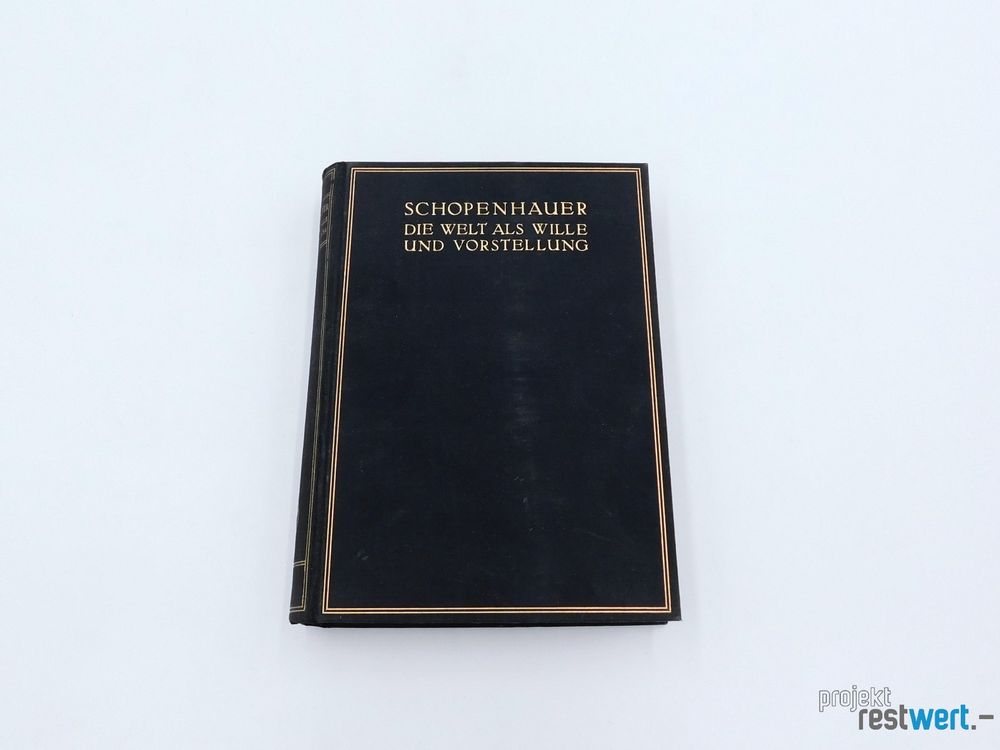 SCHOPENHAUER
DIE WELT ALS WILLE
UND VORSTELLUNG
projekt
restwert.–